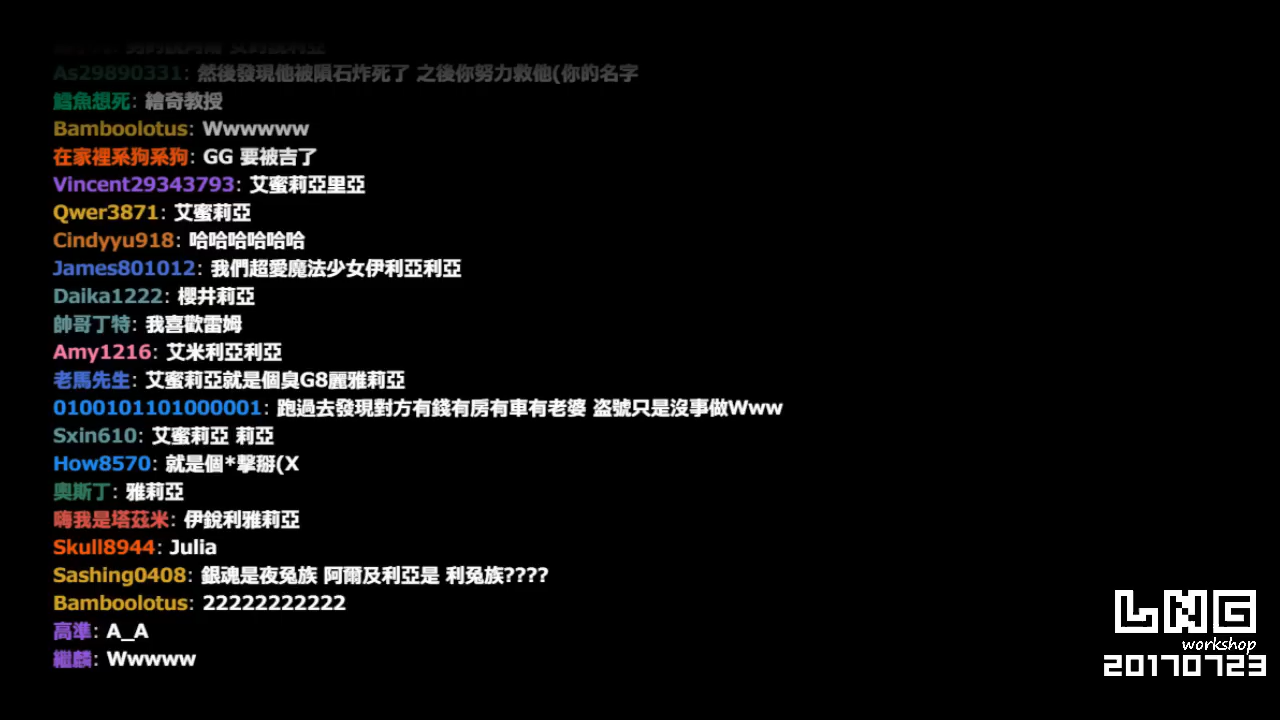 As29890331: 然後發現他被隕石炸死了 之後你努力救他(你的名字
鱈魚想死: 繪奇教授
Bamboolotus: Wwwwww
在家裡系狗系狗: GG 要被吉了
Vincent29343793: 艾蜜莉亞里亞
Qwer3871: 艾蜜莉亞
Cindyyu918: 哈哈哈哈哈哈
James801012: 我們超愛魔法少女伊利亞利亞
Daika1222: 櫻井莉亞
帥哥丁特: 我喜歡雷姆
Amy1216: 艾米利亞利亞
老馬先生: 艾蜜莉亞就是個臭G8麗雅莉亞
0100101101000001: 跑過去發現對方有錢有房有車有老婆 盜號只是沒事做Www
Sxin610: 艾蜜莉亞 莉亞
How8570: 就是個*擊掰(X
奧斯丁: 雅莉亞
嗨我是塔茲米: 伊銳利雅莉亞
Skull8944: Julia
Sashing0408: 銀魂是夜兔族 阿爾及利亞是 利兔族????
Bamboolotus: 22222222222
高準: A_A
繼麟: Wwwww
LNG
workshop
20170723